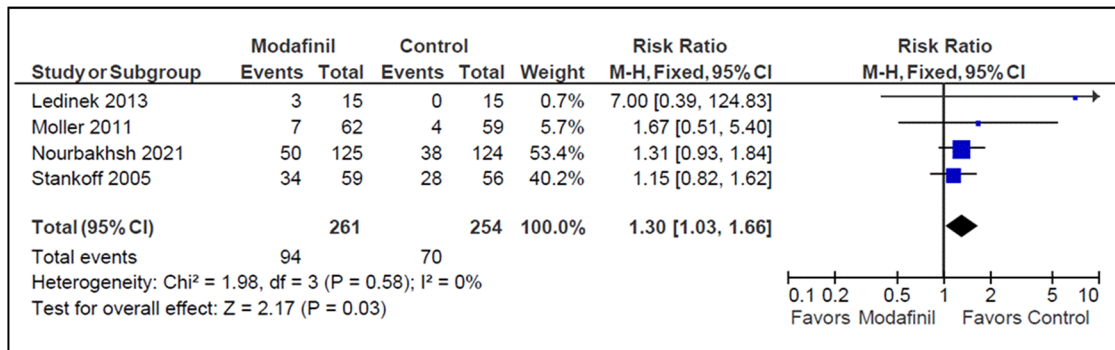 Modafinil Control Risk Ratio Risk Ratio
Study or Subgroup Events Total Events Total Weight M-H, Fixed, 95% CI M-H, Fixed, 95% CI
Ledinek 2013 3 15 0 15 0.7% 7.00 [0.39, 124.83]
Moller 2011 7 62 4 59 5.7% 1.67 [0.51, 5.40]
Nourbakhsh 2021 50 125 38 124 53.4% 1.31 [0.93, 1.84]
Stankoff 2005 34 59 28 56 40.2% 1.15 [0.82, 1.62]
Total (95% CI) 261 254 100.0% 1.30 [1.03, 1.66]
Total events 94 70
Heterogeneity: Chi² = 1.98, df = 3 (P = 0.58); I² = 0%
Test for overall effect: Z = 2.17 (P = 0.03)
0.1 0.2 0.5 1 2 5 10
Favors Modafinil Favors Control